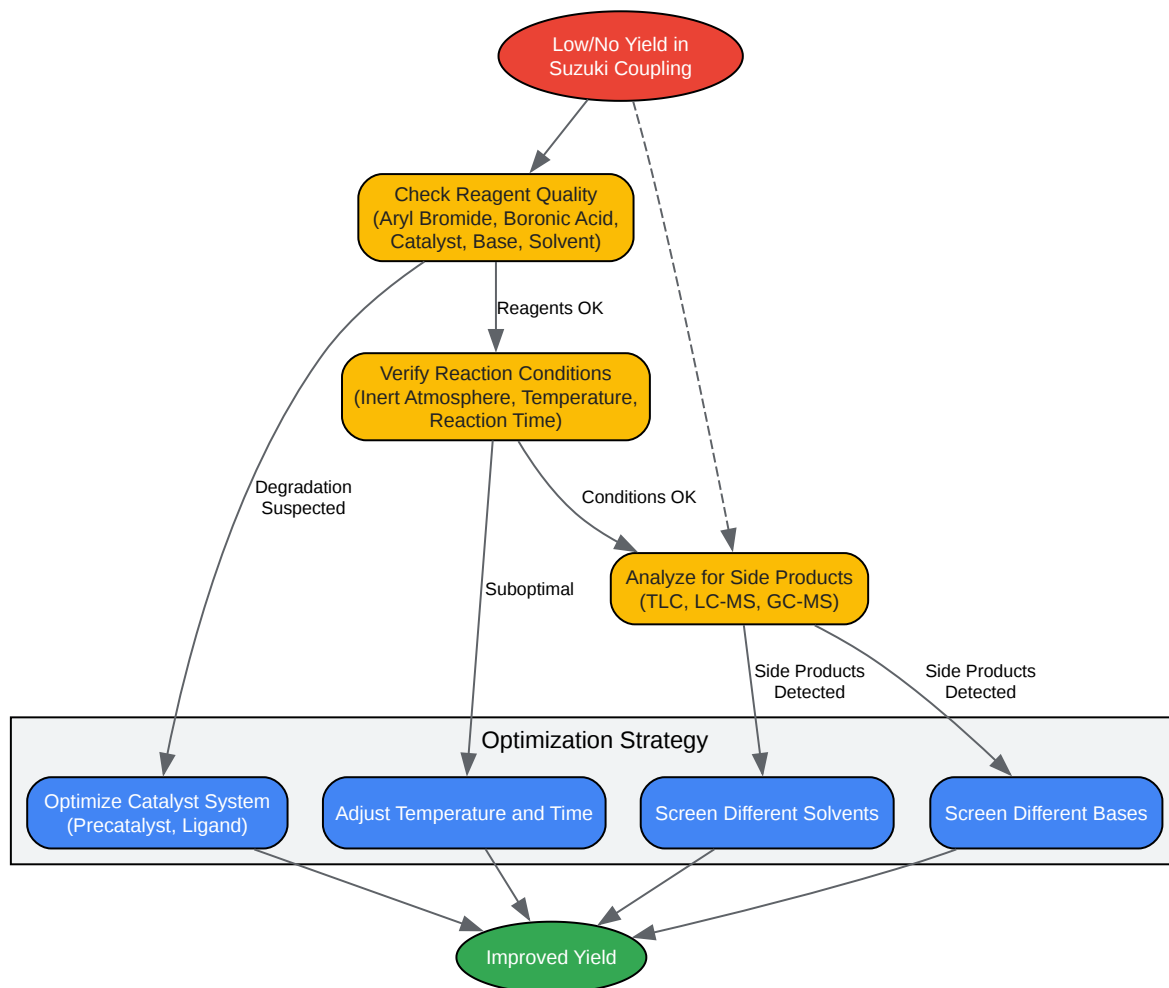 Low/No Yield in
Suzuki Coupling
Check Reagent Quality
(Aryl Bromide, Boronic Acid,
Catalyst, Base, Solvent)
Reagents OK
Verify Reaction Conditions
(Inert Atmosphere, Temperature,
Reaction Time)
Degradation
Suspected
Conditions OK
Suboptimal
Analyze for Side Products
(TLC, LC-MS, GC-MS)
Side Products
Detected
Side Products
Detected
Optimization Strategy
Optimize Catalyst System
(Precatalyst, Ligand)
Adjust Temperature and Time
Screen Different Solvents
Screen Different Bases
Improved Yield